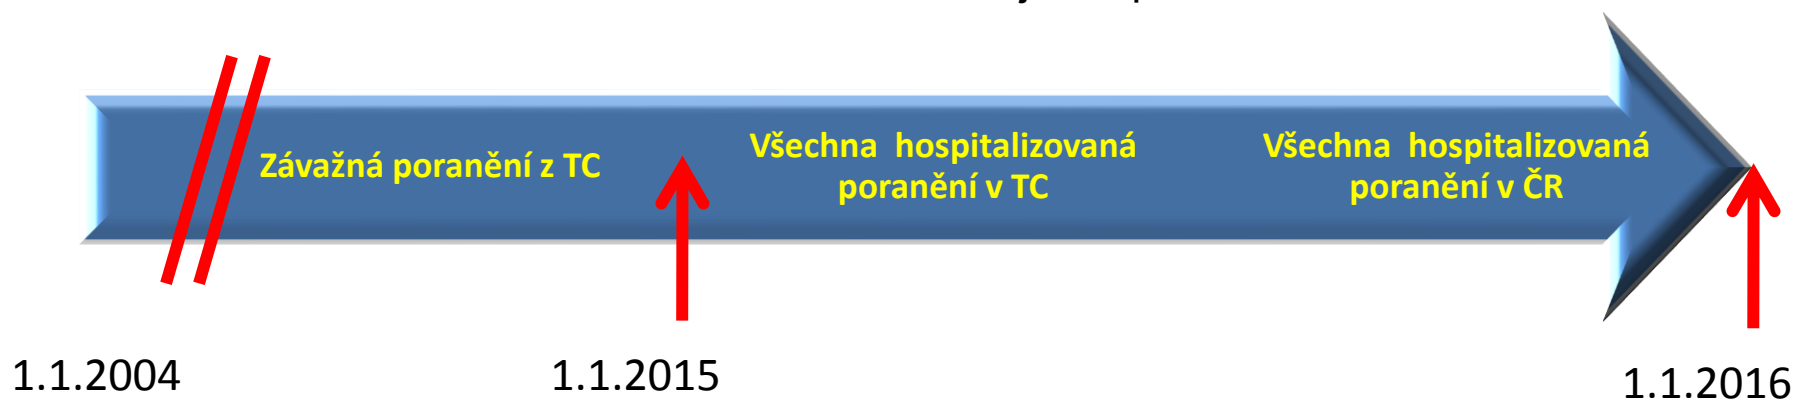 Závažná poranění z TC
Všechna hospitalizovaná
poranění v TC
Všechna hospitalizovaná
poranění v ČR
1.1.2004
1.1.2015
1.1.2016